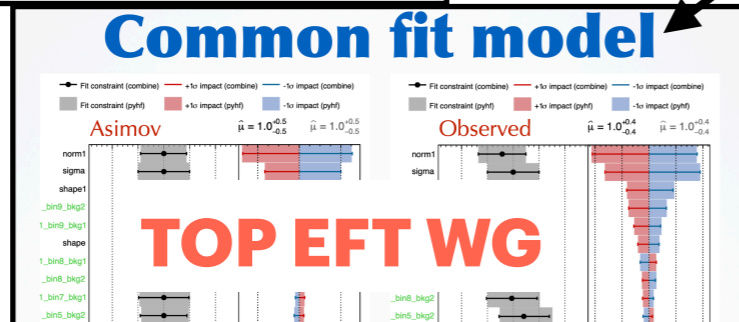 Common fit model
Fit constraint (combine) +1σ impact (combine) -1σ impact (combine)
Fit constraint (pyhf) +1σ impact (pyhf) -1σ impact (pyhf)
Asimov μ̂ = 1.0 +0.5 -0.5 μ̂ = 1.0 +0.5 -0.5
norm1
sigma
shape1
_bin9_bkg2
1_bin9_bkg1
shape
1_bin8_bkg1
_bin8_bkg2
1_bin7_bkg1
_bin5_bkg2
Fit constraint (combine) +1σ impact (combine) -1σ impact (combine)
Fit constraint (pyhf) +1σ impact (pyhf) -1σ impact (pyhf)
Observed μ̂ = 1.0 +0.4 -0.4 μ̂ = 1.0 +0.4 -0.4
norm1
sigma
_bin8_bkg2
_bin5_bkg2
TOP EFT WG